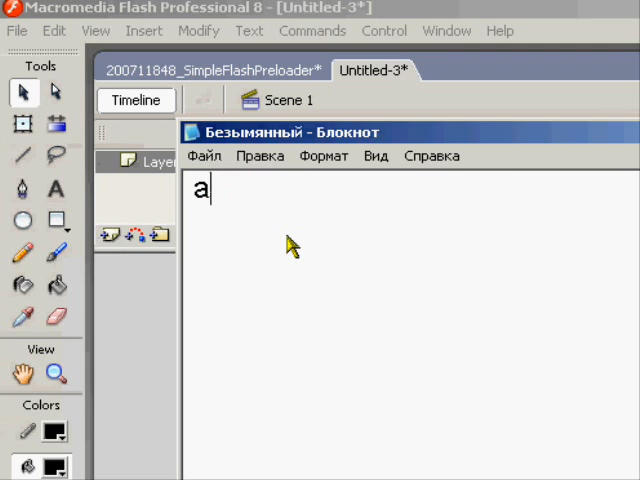 Macromedia Flash Professional 8 - [Untitled-3*]
File Edit View Insert Modify Text Commands Control Window Help
Tools
200711848_SimpleFlashPreloader* Untitled-3*
Timeline Scene 1
Безымянный - Блокнот
Файл Правка Формат Вид Справка
Laye
a
View
Colors